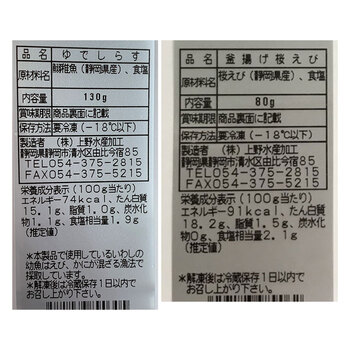 品名 ゆでしらす
原材料名 鰯稚魚（静岡県産）、食塩
内容量 130g
賞味期限 商品裏面に記載
保存方法 要冷凍（－18℃以下）
製造者 （株）上野水産加工
静岡県静岡市清水区由比今宿85
TEL054-375-2815
FAX054-375-5215
栄養成分表示（100g当たり）
エネルギー74kcal、たん白質
15.1g、脂質1.0g、炭水化
物1.1g、食塩相当量1.9g
（推定値）
＊本製品で使用しているいわしの
幼魚はえび、かにが混ざる漁法で
採取しています。
＊解凍後は冷蔵保存1日以内で
お召し上がり下さい。
品名 釜揚げ桜えび
原材料名 桜えび（静岡県産）、食塩
内容量 80g
賞味期限 商品裏面に記載
保存方法 要冷凍（－18℃以下）
製造者 （株）上野水産加工
静岡県静岡市清水区由比今宿85
TEL054-375-2815
FAX054-375-5215
栄養成分表示（100g当たり）
エネルギー91kcal、たん白質
18.2g、脂質1.5g、炭水化
物0g、食塩相当量2.1g
（推定値）
＊解凍後は冷蔵保存1日以内で
お召し上がり下さい。